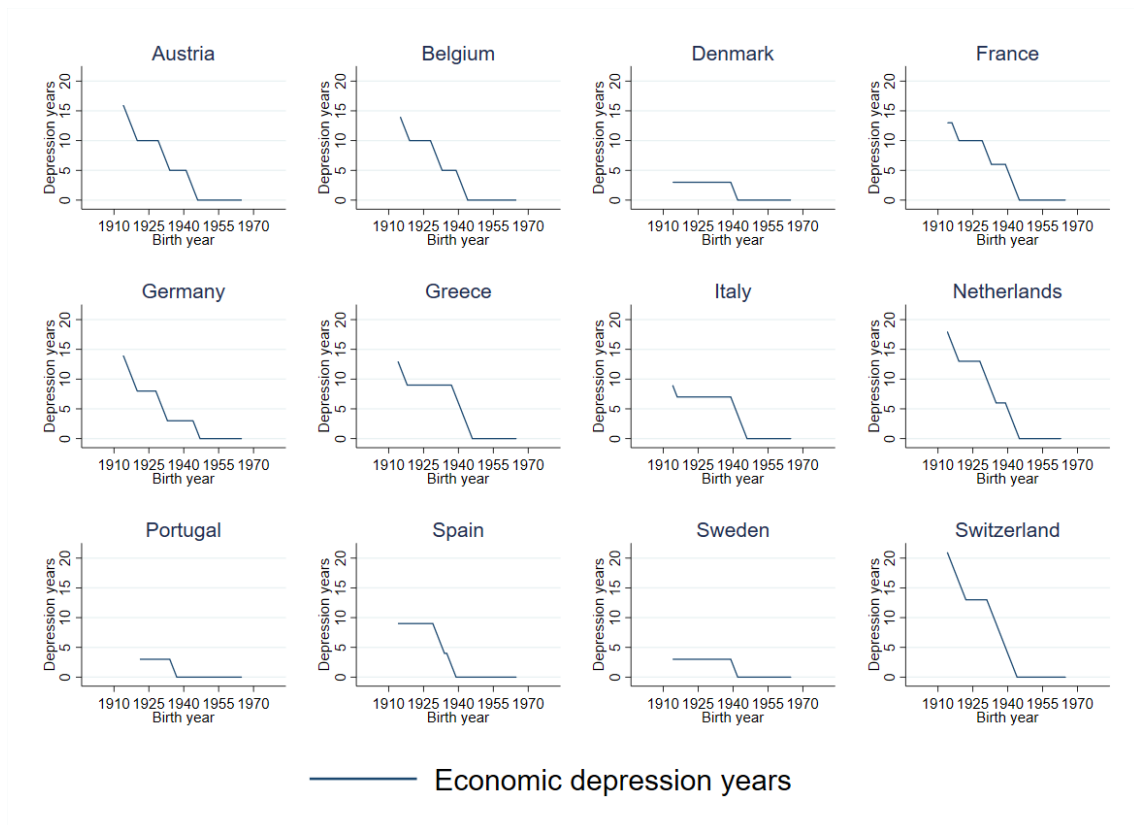 Austria
Belgium
Denmark
France
Depression years
0 5 10 15 20
1910 1925 1940 1955 1970
Birth year
Depression years
0 5 10 15 20
1910 1925 1940 1955 1970
Birth year
Depression years
0 5 10 15 20
1910 1925 1940 1955 1970
Birth year
Depression years
0 5 10 15 20
1910 1925 1940 1955 1970
Birth year
Germany
Greece
Italy
Netherlands
Depression years
0 5 10 15 20
1910 1925 1940 1955 1970
Birth year
Depression years
0 5 10 15 20
1910 1925 1940 1955 1970
Birth year
Depression years
0 5 10 15 20
1910 1925 1940 1955 1970
Birth year
Depression years
0 5 10 15 20
1910 1925 1940 1955 1970
Birth year
Portugal
Spain
Sweden
Switzerland
Depression years
0 5 10 15 20
1910 1925 1940 1955 1970
Birth year
Depression years
0 5 10 15 20
1910 1925 1940 1955 1970
Birth year
Depression years
0 5 10 15 20
1910 1925 1940 1955 1970
Birth year
Depression years
0 5 10 15 20
1910 1925 1940 1955 1970
Birth year
Economic depression years